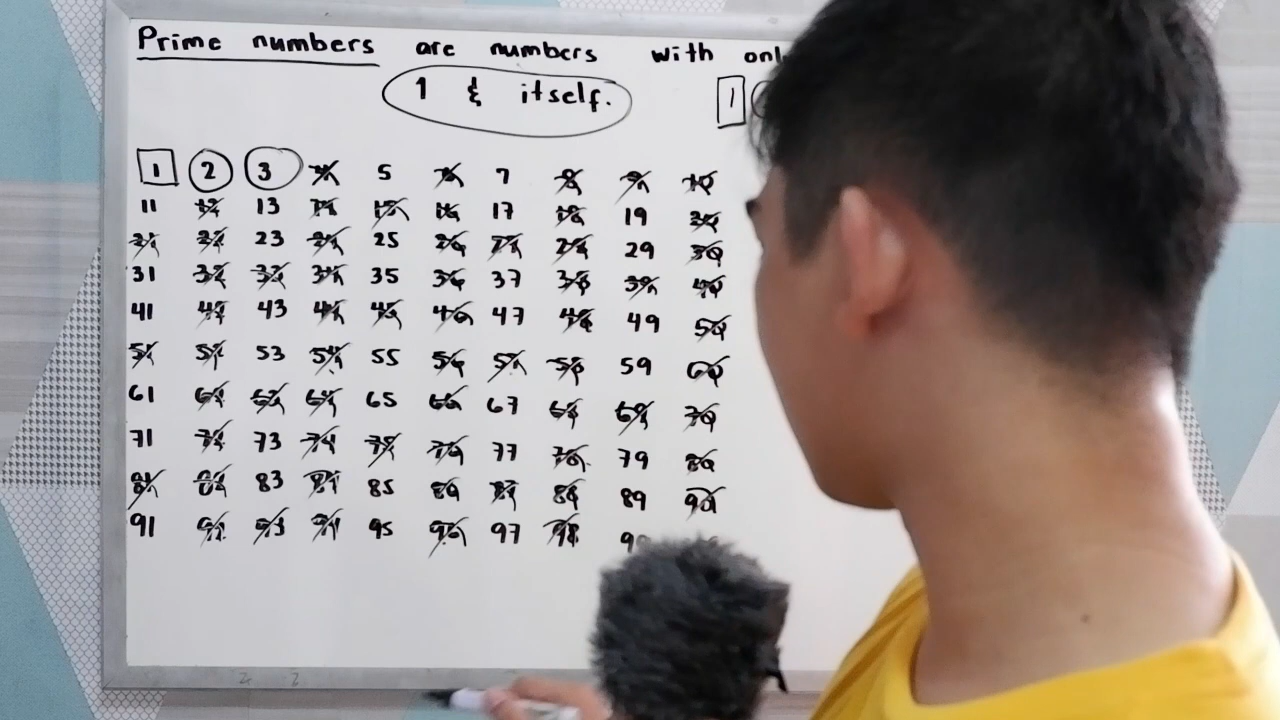 Prime numbers are numbers with
1 & itself.
1
1 2 3 4 5 6 7 8 9 10
11 12 13 14 15 16 17 18 19 20
21 22 23 24 25 26 27 28 29 30
31 32 33 34 35 36 37 38 39 40
41 42 43 44 45 46 47 48 49 50
51 52 53 54 55 56 57 58 59 60
61 62 63 64 65 66 67 68 69 70
71 72 73 74 75 76 77 78 79 80
81 82 83 84 85 86 87 88 89 90
91 92 93 94 95 96 97 98